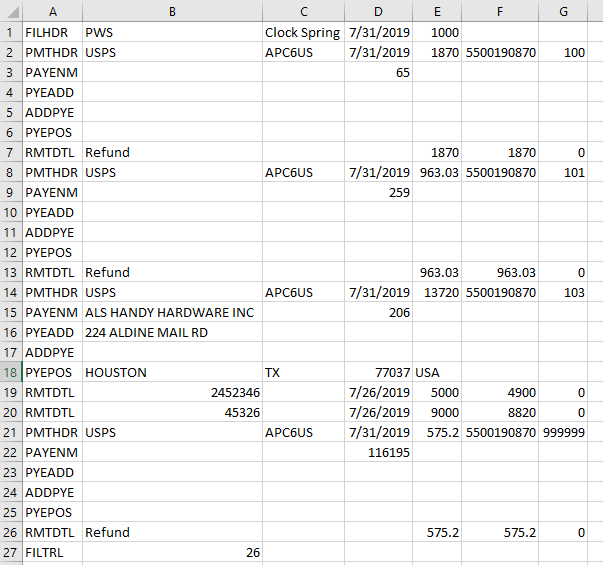 A B C D E F G
1 FILHDR PWS Clock Spring 7/31/2019 1000
2 PMTHDR USPS APC6US 7/31/2019 1870 5500190870 100
3 PAYENM 65
4 PYEADD
5 ADDPYE
6 PYEPOS
7 RMTDTL Refund 1870 1870 0
8 PMTHDR USPS APC6US 7/31/2019 963.03 5500190870 101
9 PAYENM 259
10 PYEADD
11 ADDPYE
12 PYEPOS
13 RMTDTL Refund 963.03 963.03 0
14 PMTHDR USPS APC6US 7/31/2019 13720 5500190870 103
15 PAYENM ALS HANDY HARDWARE INC 206
16 PYEADD 224 ALDINE MAIL RD
17 ADDPYE
18 PYEPOS HOUSTON TX 77037 USA
19 RMTDTL 2452346 7/26/2019 5000 4900 0
20 RMTDTL 45326 7/26/2019 9000 8820 0
21 PMTHDR USPS APC6US 7/31/2019 575.2 5500190870 999999
22 PAYENM 116195
23 PYEADD
24 ADDPYE
25 PYEPOS
26 RMTDTL Refund 575.2 575.2 0
27 FILTRL 26